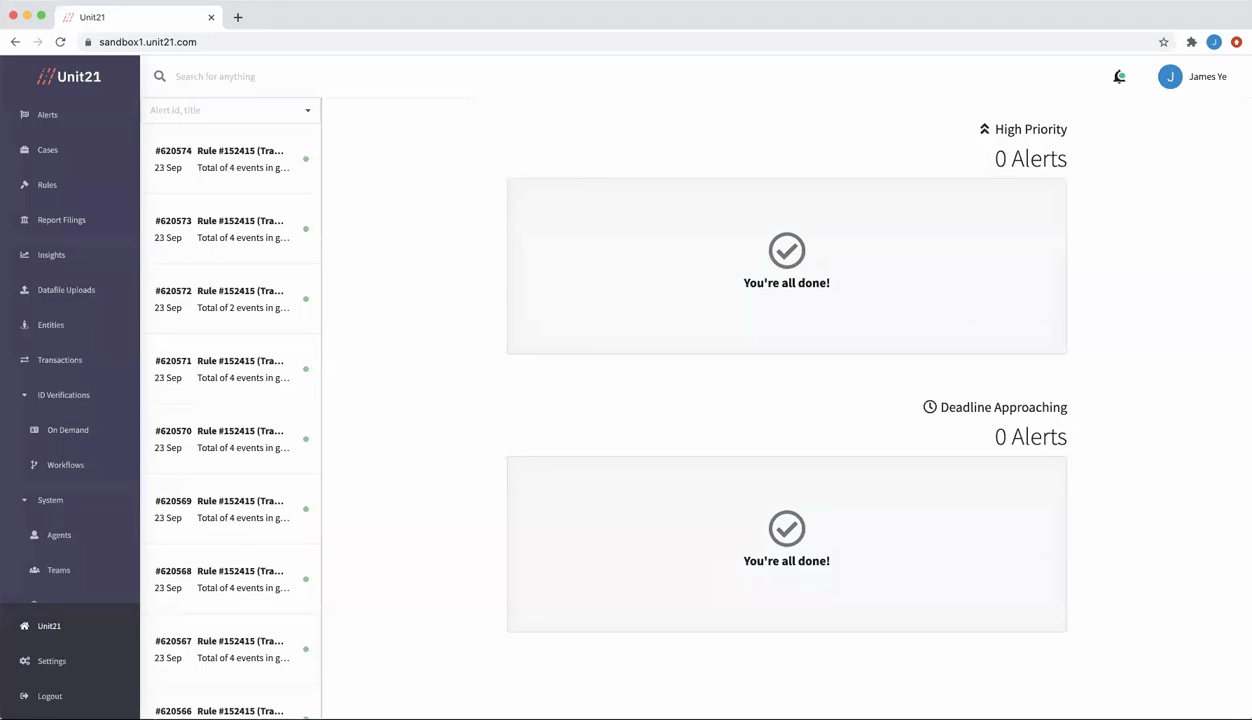 Unit21
sandbox1.unit21.com
J
Unit21
Search for anything
J
James Ye
Alerts
Cases
Rules
Report Filings
Insights
Datafile Uploads
Entities
Transactions
ID Verifications
On Demand
Workflows
System
Agents
Teams
Unit21
Settings
Logout
Alert id, title
#620574 Rule #152415 (Tra...
23 Sep Total of 4 events in g...
#620573 Rule #152415 (Tra...
23 Sep Total of 4 events in g...
#620572 Rule #152415 (Tra...
23 Sep Total of 2 events in g...
#620571 Rule #152415 (Tra...
23 Sep Total of 4 events in g...
#620570 Rule #152415 (Tra...
23 Sep Total of 4 events in g...
#620569 Rule #152415 (Tra...
23 Sep Total of 4 events in g...
#620568 Rule #152415 (Tra...
23 Sep Total of 4 events in g...
#620567 Rule #152415 (Tra...
23 Sep Total of 4 events in g...
#620566 Rule #152415 (Tra...
High Priority
0 Alerts
You're all done!
Deadline Approaching
0 Alerts
You're all done!